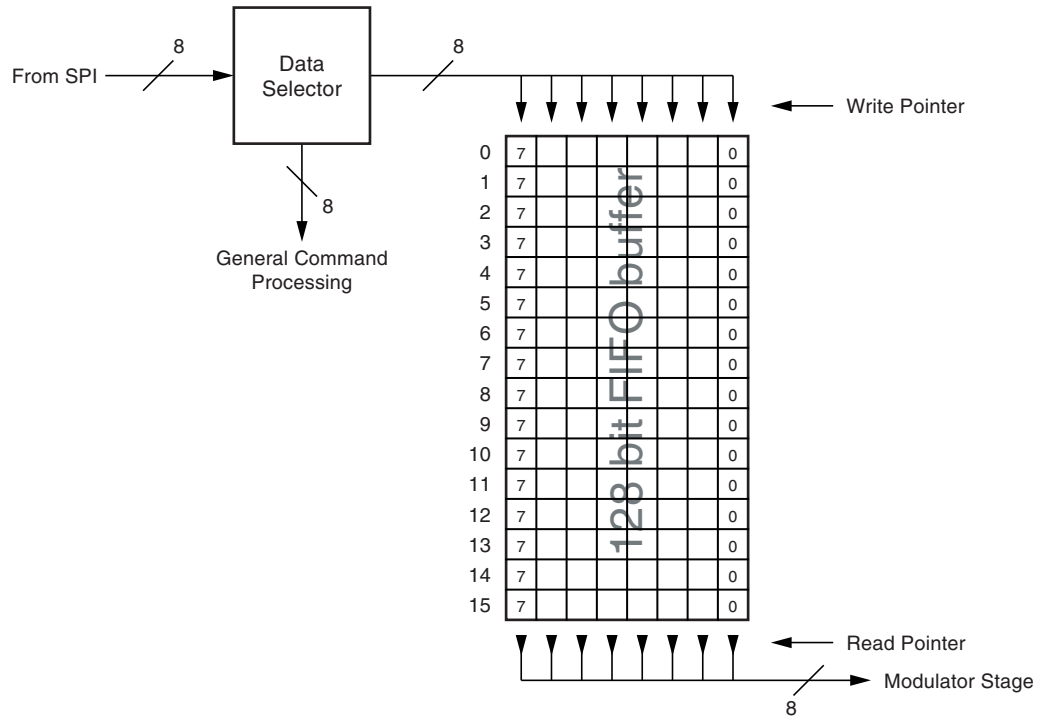 8
8
From SPI
Data
Selector
Write Pointer
8
General Command
Processing
0 7 0
1 7 0
2 7 0
3 7 0
4 7 0
5 7 0
6 7 0
7 7 0
8 7 0
9 7 0
10 7 0
11 7 0
12 7 0
13 7 0
14 7 0
15 7 0
128 bit FIFO buffer
Read Pointer
Modulator Stage
8